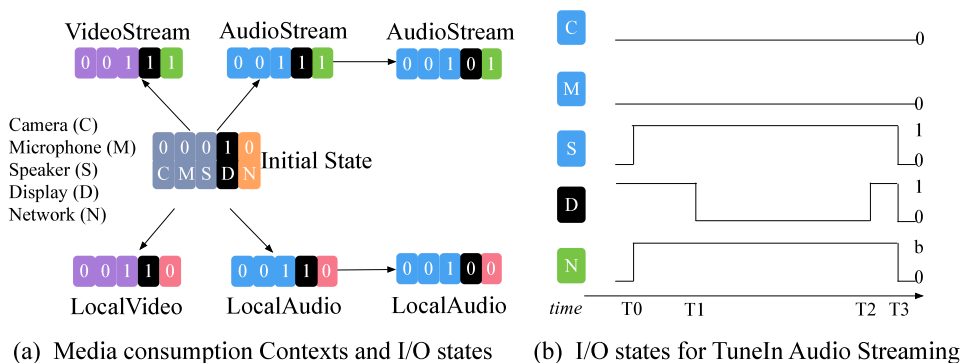 VideoStream
AudioStream
AudioStream
0 0 1 1 1
0 0 1 1 1
0 0 1 0 1
Camera (C)
Microphone (M)
Speaker (S)
Display (D)
Network (N)
0 0 0 1 0
C M S D N
Initial State
0 0 1 1 0
0 0 1 1 0
0 0 1 0 0
LocalVideo
LocalAudio
LocalAudio
(a) Media consumption Contexts and I/O states
C
0
M
0
S
1
0
D
1
0
N
b
0
time T0 T1 T2 T3
(b) I/O states for TuneIn Audio Streaming